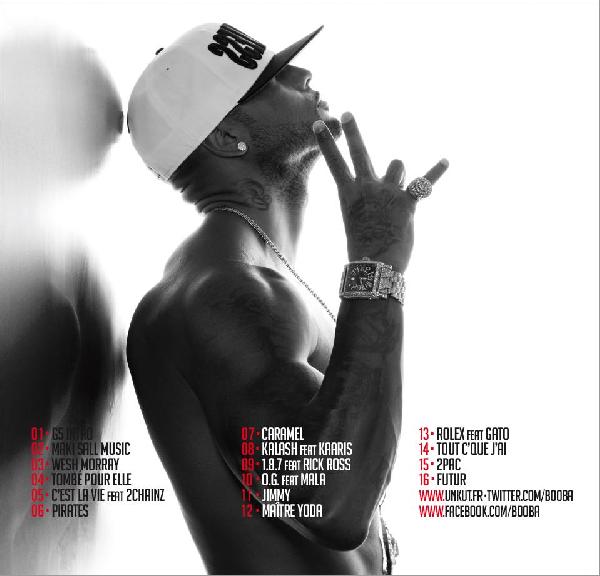 01 • G5 INTRO
02 • MAKI SALL MUSIC
03 • WESH MORRAY
04 • TOMBÉ POUR ELLE
05 • C'EST LA VIE FEAT 2CHAINZ
06 • PIRATES
07 • CARAMEL
08 • KALASH FEAT KAARIS
09 • 1.8.7 FEAT RICK ROSS
10 • O.G. FEAT MALA
11 • JIMMY
12 • MAÎTRE YODA
13 • ROLEX FEAT GATO
14 • TOUT C'QUE J'AI
15 • 2PAC
16 • FUTUR
WWW.UNKUT.FR • TWITTER.COM/BOOBA
WWW.FACEBOOK.COM/BOOBA